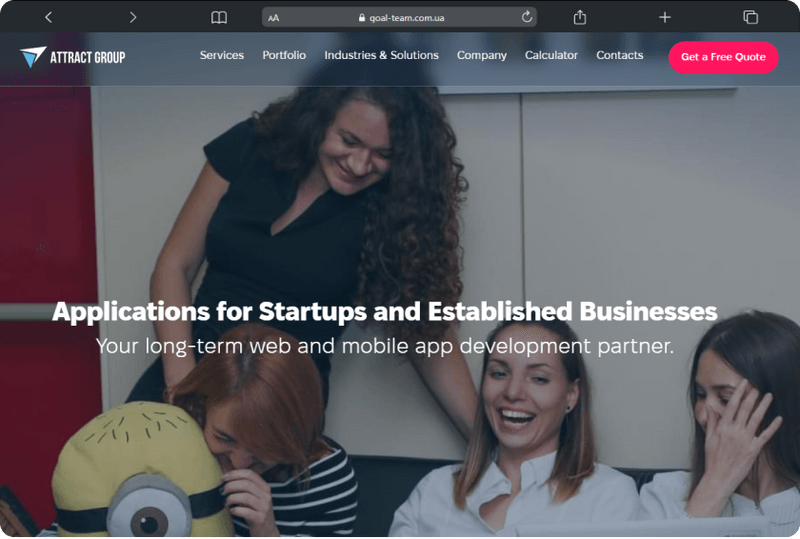 AA qoal-team.com.ua
ATTRACT GROUP
Services Portfolio Industries & Solutions Company Calculator Contacts Get a Free Quote
Applications for Startups and Established Businesses
Your long-term web and mobile app development partner.